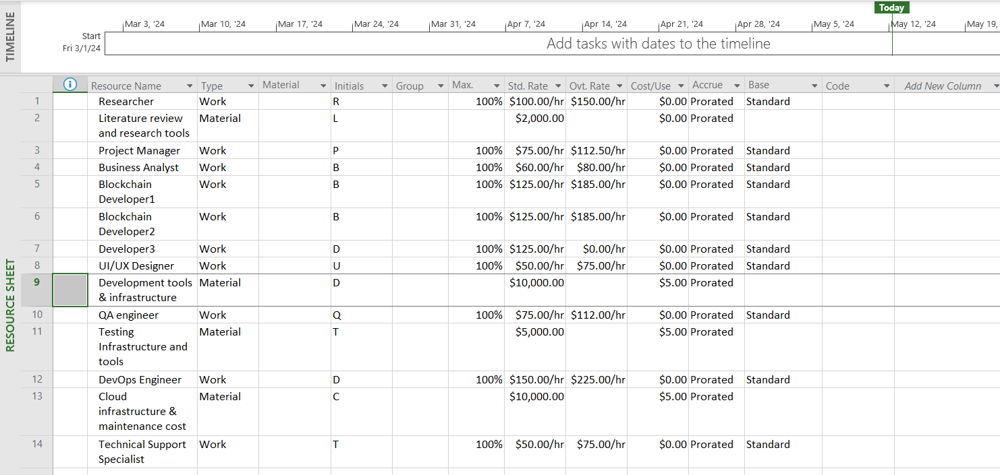 TIMELINE
Today
Mar 3, '24 Mar 10, '24 Mar 17, '24 Mar 24, '24 Mar 31, '24 Apr 7, '24 Apr 14, '24 Apr 21, '24 Apr 28, '24 May 5, '24 May 12, '24 May 19,
Start
Fri 3/1/24
Add tasks with dates to the timeline
RESOURCE SHEET
Resource Name Type Material Initials Group Max. Std. Rate Ovt. Rate Cost/Use Accrue Base Code Add New Column
1 Researcher Work R 100% $100.00/hr $150.00/hr $0.00 Prorated Standard
2 Literature review Material L $2,000.00 $0.00 Prorated
and research tools
3 Project Manager Work P 100% $75.00/hr $112.50/hr $0.00 Prorated Standard
4 Business Analyst Work B 100% $60.00/hr $80.00/hr $0.00 Prorated Standard
5 Blockchain Work B 100% $125.00/hr $185.00/hr $0.00 Prorated Standard
Developer1
6 Blockchain Work B 100% $125.00/hr $185.00/hr $0.00 Prorated Standard
Developer2
7 Developer3 Work D 100% $125.00/hr $0.00/hr $0.00 Prorated Standard
8 UI/UX Designer Work U 100% $50.00/hr $75.00/hr $0.00 Prorated Standard
9 Development tools Material D $10,000.00 $5.00 Prorated
& infrastructure
10 QA engineer Work Q 100% $75.00/hr $112.00/hr $0.00 Prorated Standard
11 Testing Material T $5,000.00 $5.00 Prorated
Infrastructure and
tools
12 DevOps Engineer Work D 100% $150.00/hr $225.00/hr $0.00 Prorated Standard
13 Cloud Material C $10,000.00 $5.00 Prorated
infrastructure &
maintenance cost
14 Technical Support Work T 100% $50.00/hr $75.00/hr $0.00 Prorated Standard
Specialist